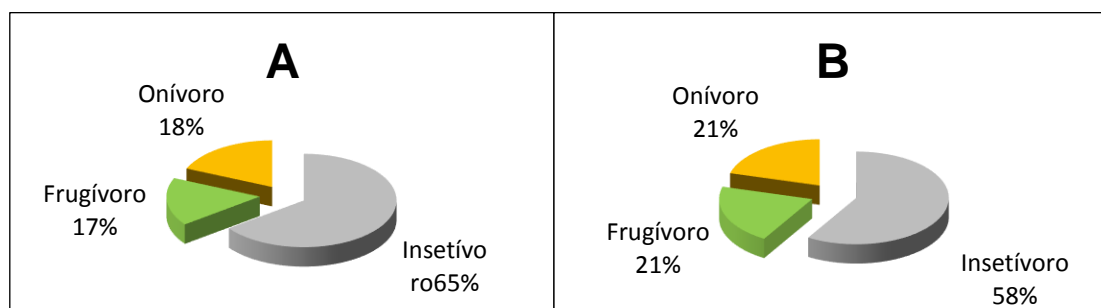 A
Onívoro
18%
Frugívoro
17%
Insetívo
ro65%
B
Onívoro
21%
Frugívoro
21%
Insetívoro
58%